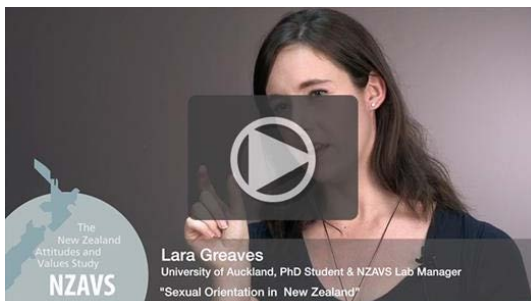 The
New Zealand
Attitudes and
Values Study
NZAVS
Lara Greaves
University of Auckland, PhD Student & NZAVS Lab Manager
"Sexual Orientation in New Zealand"